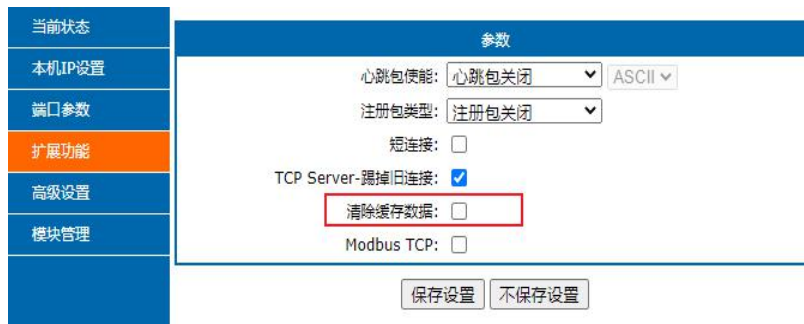 当前状态
本机IP设置
端口参数
扩展功能
高级设置
模块管理
参数
心跳包使能: 心跳包关闭 ASCII
注册包类型: 注册包关闭
短连接:
TCP Server-踢掉旧连接:
清除缓存数据:
Modbus TCP:
保存设置 不保存设置